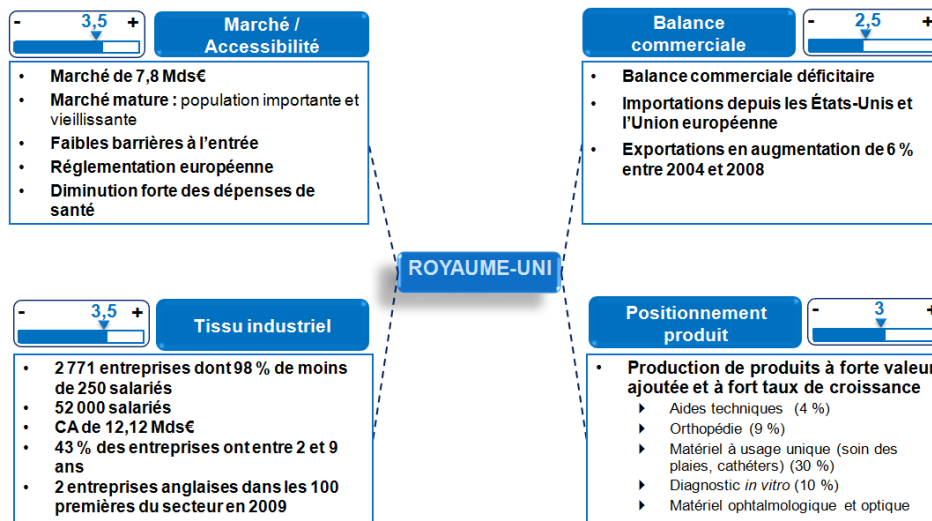 - 3,5 +
Marché /
Accessibilité
• Marché de 7,8 Mds€
• Marché mature : population importante et
vieillissante
• Faibles barrières à l'entrée
• Réglementation européenne
• Diminution forte des dépenses de
santé
Balance
commerciale
- 2,5 +
• Balance commerciale déficitaire
• Importations depuis les États-Unis et
l'Union européenne
• Exportations en augmentation de 6 %
entre 2004 et 2008
ROYAUME-UNI
- 3,5 +
Tissu industriel
• 2 771 entreprises dont 98 % de moins
de 250 salariés
• 52 000 salariés
• CA de 12,12 Mds€
• 43 % des entreprises ont entre 2 et 9
ans
• 2 entreprises anglaises dans les 100
premières du secteur en 2009
Positionnement
produit
- 3 +
• Production de produits à forte valeur
ajoutée et à fort taux de croissance
Aides techniques (4 %)
Orthopédie (9 %)
Matériel à usage unique (soin des
plaies, cathéters) (30 %)
Diagnostic in vitro (10 %)
Matériel ophtalmologique et optique